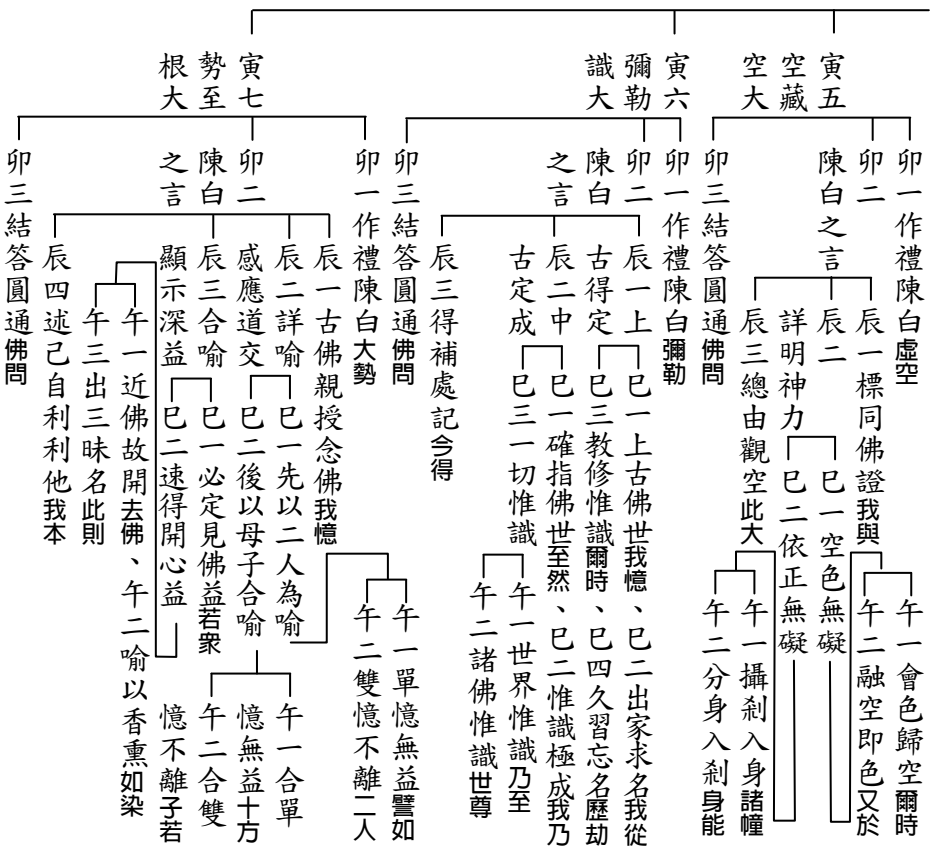 寅五
空藏
空大
卯一作禮陳白虛空
卯二
陳白之言
辰一標同佛證我與
午一會色歸空爾時
午二融空即色又於
辰二
詳明神力
巳一空色無礙
巳二依正無礙
午一攝剎入身諸幢
午二分身入剎身能
辰三總由觀空此大
卯三結答圓通佛問
寅六
彌勒
識大
卯一作禮陳白彌勒
卯二
陳白
之言
辰一上
古得定
巳一上古佛世我憶、巳二出家求名我從
巳三教修惟識爾時、巳四久習忘名歷劫
辰二中
古定成
巳一確指佛世至然、巳二惟識極成我乃
巳三一切惟識
午一世界惟識乃至
午二諸佛惟識世尊
辰三得補處記今得
卯三結答圓通佛問
寅七
勢至
根大
卯一作禮陳白大勢
卯二
陳白
之言
辰一古佛親授念佛我憶
辰二詳喻
感應道交
巳一先以二人為喻
午一單憶無益譬如
午二雙憶不離二人
巳二後以母子合喻
午一合單
憶無益十方
午二合雙
憶不離子若
辰三合喻
顯示深益
巳一必定見佛益若衆
巳二速得開心益
午一近佛故開去佛、午二喻以香熏如染
午三出三昧名此則
辰四述己自利利他我本
卯三結答圓通佛問